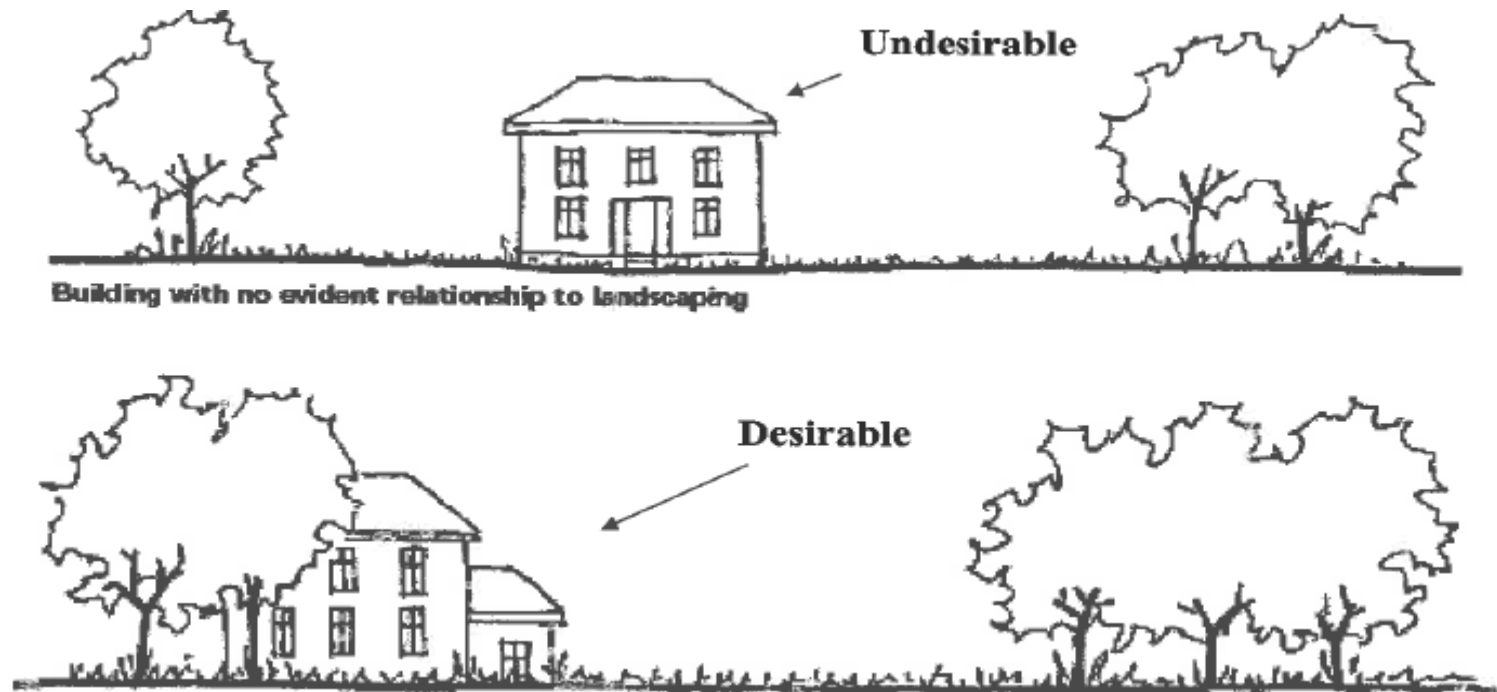 Undesirable
Building with no evident relationship to landscaping
Desirable